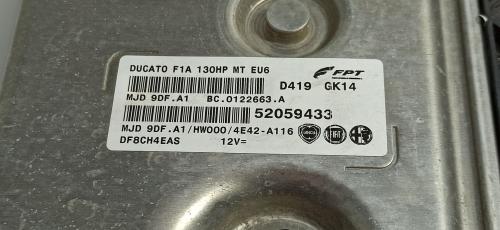 DUCATO F1A 130HP MT EU6
FPT
D419 GK14
MJD 9DF.A1 BC.0122663.A
52059433
MJD 9DF.A1/HW000/4E42-A116
DF8CH4EAS 12V=